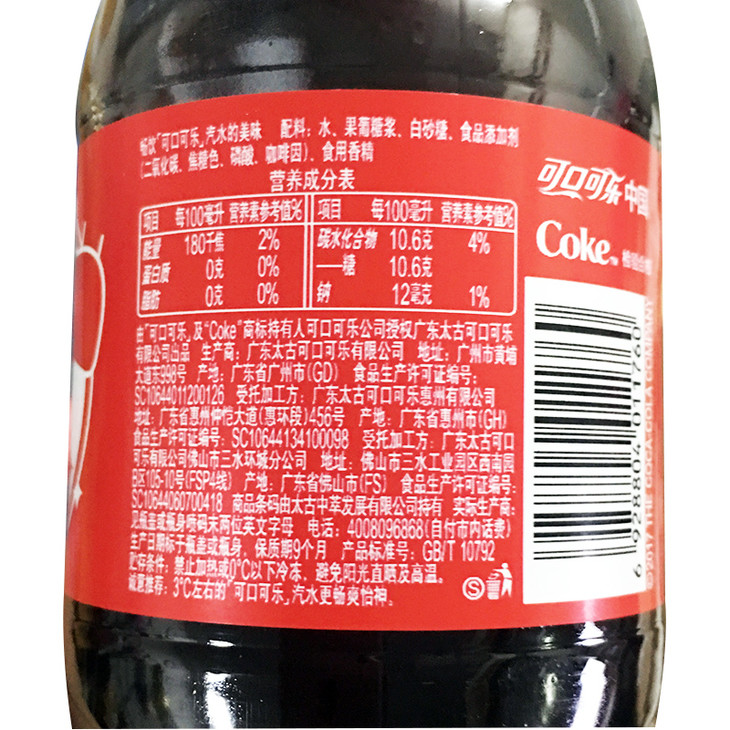 畅饮“可口可乐”汽水的美味 配料：水、果葡糖浆、白砂糖、食品添加剂
(二氧化碳、焦糖色、磷酸、咖啡因)、食用香精
营养成分表
项目 每100毫升 营养素参考值% 项目 每100毫升 营养素参考值%
能量 180千焦 2% 碳水化合物 10.6克 4%
蛋白质 0克 0% —糖 10.6克
脂肪 0克 0% 钠 12毫克 1%
由“可口可乐”及“Coke”商标持有人可口可乐公司授权广东太古可口可乐
有限公司出品 生产商：广东太古可口可乐有限公司 地址：广州市黄埔
大道东998号 产地：广东省广州市(GD) 食品生产许可证编号：
SC10644011200126 受托加工方：广东太古可口可乐惠州有限公司
地址：广东省惠州仲恺大道(惠环段)456号 产地：广东省惠州市(GH)
食品生产许可证编号：SC10644134100098 受托加工方：广东太古可口
可乐有限公司佛山市三水环城分公司 地址：佛山市三水工业园区西南园
B区105-10号(FSP4线) 产地：广东省佛山市(FS) 食品生产许可证编号：
SC10644060700418 商品条码由太古中萃发展有限公司持有 实际生产商：
见瓶盖或瓶身喷码末两位英文字母 电话：4008096868(自付市内话费)
生产日期标于瓶盖或瓶身，保质期9个月 产品标准号：GB/T 10792
贮存条件：禁止加热或0°C以下冷冻，避免阳光直晒及高温。
诚意推荐：3°C左右的“可口可乐”汽水更畅爽怡神。
可口可乐 中国
Coke™
6 928804 011760
©2017 THE COCA-COLA COMPANY